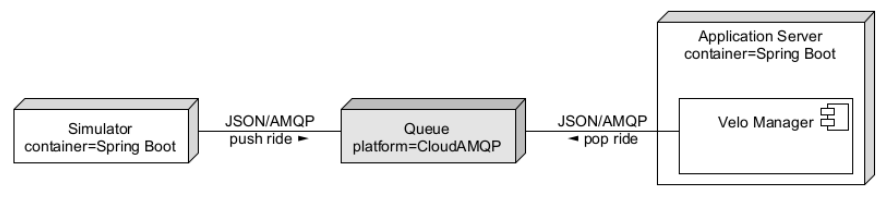 Application Server
container=Spring Boot
Simulator
container=Spring Boot
JSON/AMQP
push ride ►
Queue
platform=CloudAMQP
JSON/AMQP
◄ pop ride
Velo Manager